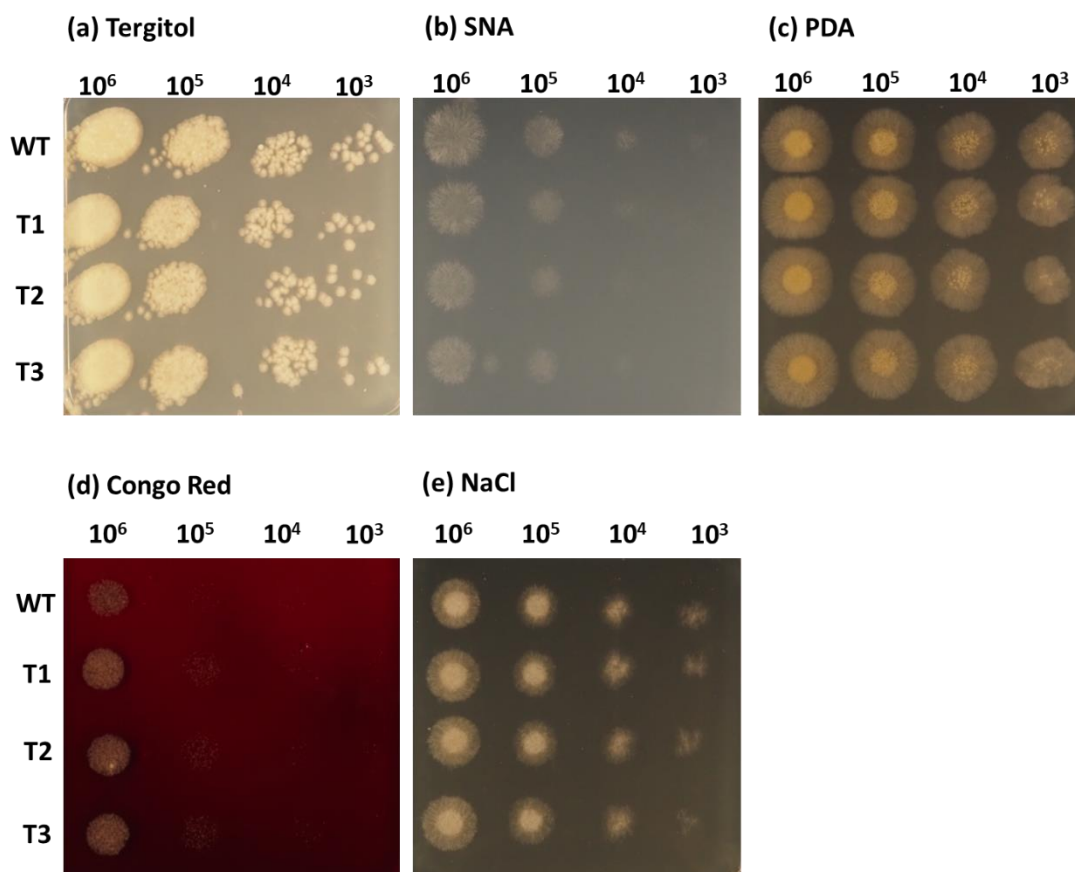 (a) Tergitol
(b) SNA
(c) PDA
10⁶ 10⁵ 10⁴ 10³
10⁶ 10⁵ 10⁴ 10³
10⁶ 10⁵ 10⁴ 10³
WT
T1
T2
T3
(d) Congo Red
(e) NaCl
10⁶ 10⁵ 10⁴ 10³
10⁶ 10⁵ 10⁴ 10³
WT
T1
T2
T3